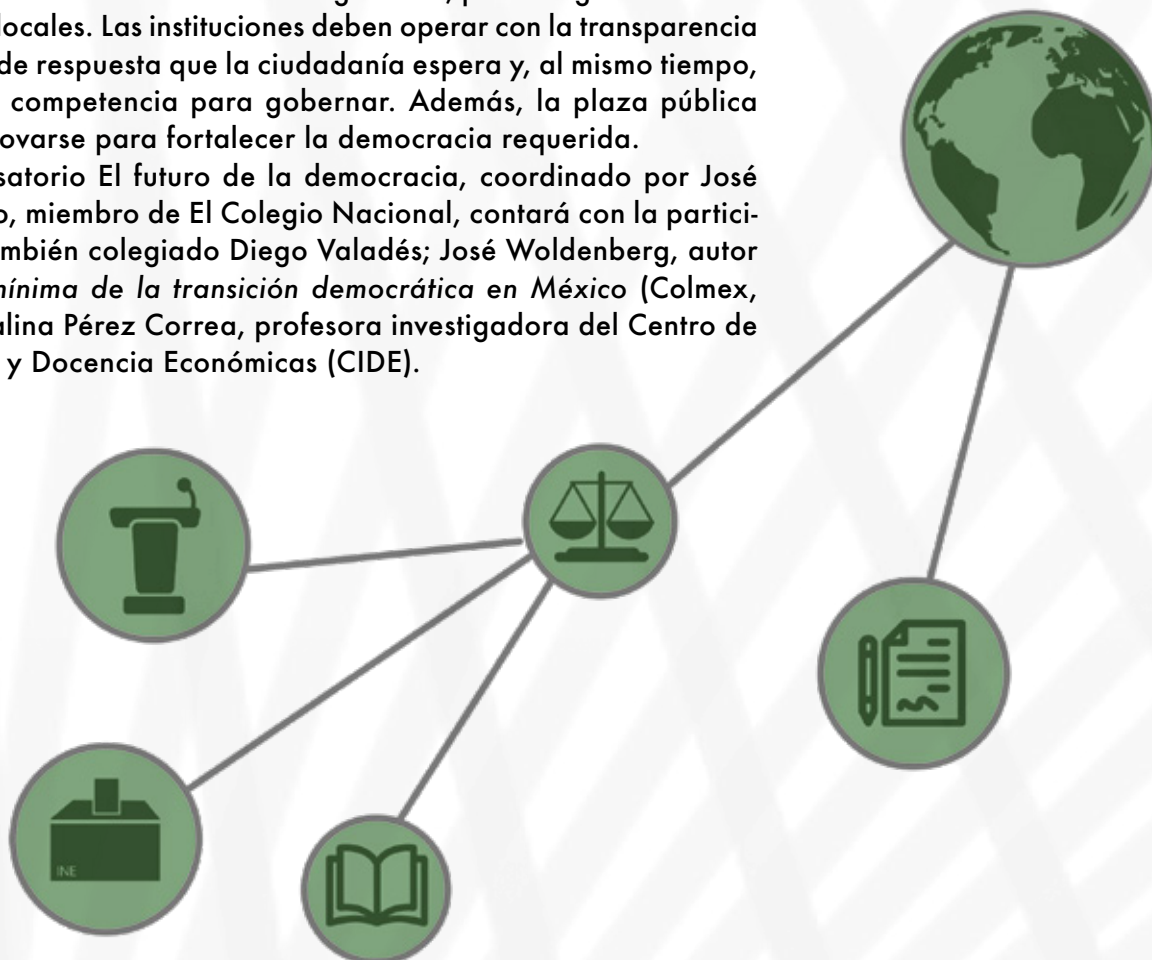 locales. Las instituciones deben operar con la transparencia
de respuesta que la ciudadanía espera y, al mismo tiempo,
competencia para gobernar. Además, la plaza pública
ovarse para fortalecer la democracia requerida.
satorio El futuro de la democracia, coordinado por José
o, miembro de El Colegio Nacional, contará con la partici-
mbién colegiado Diego Valadés; José Woldenberg, autor
mínima de la transición democrática en México (Colmex,
alina Pérez Correa, profesora investigadora del Centro de
y Docencia Económicas (CIDE).
INE